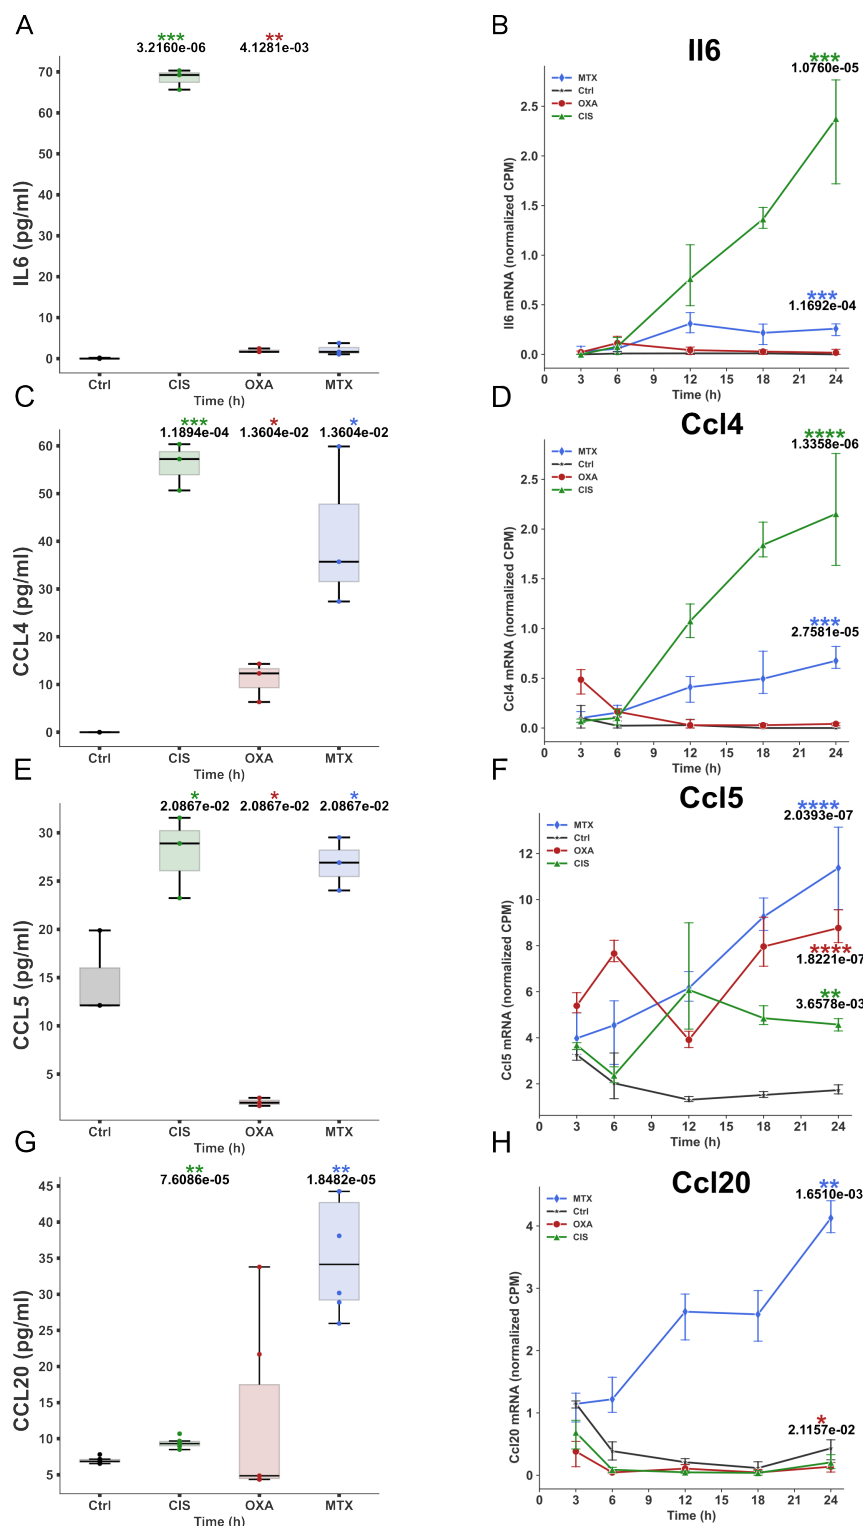 A
***
3.2160e-06
**
4.1281e-03
IL6 (pg/ml)
70
60
50
40
30
20
10
0
Ctrl
CIS
OXA
MTX
Time (h)
B
Il6
MTX
Ctrl
OXA
CIS
***
1.0760e-05
***
1.1692e-04
Il6 mRNA (normalized CPM)
2.5
2.0
1.5
1.0
0.5
0.0
0 3 6 9 12 15 18 21 24
Time (h)
C
***
1.1894e-04
*
1.3604e-02
*
1.3604e-02
CCL4 (pg/ml)
60
50
40
30
20
10
0
Ctrl
CIS
OXA
MTX
Time (h)
D
Ccl4
MTX
Ctrl
OXA
CIS
****
1.3358e-06
***
2.7581e-05
Ccl4 mRNA (normalized CPM)
2.5
2.0
1.5
1.0
0.5
0.0
0 3 6 9 12 15 18 21 24
Time (h)
E
*
2.0867e-02
*
2.0867e-02
*
2.0867e-02
CCL5 (pg/ml)
30
25
20
15
10
5
Ctrl
CIS
OXA
MTX
Time (h)
F
Ccl5
MTX
Ctrl
OXA
CIS
****
2.0393e-07
****
1.8221e-07
**
3.6578e-03
Ccl5 mRNA (normalized CPM)
12
10
8
6
4
2
0 3 6 9 12 15 18 21 24
Time (h)
G
**
7.6086e-05
**
1.8482e-05
CCL20 (pg/ml)
45
40
35
30
25
20
15
10
5
Ctrl
CIS
OXA
MTX
Time (h)
H
Ccl20
MTX
Ctrl
OXA
CIS
**
1.6510e-03
*
2.1157e-02
Ccl20 mRNA (normalized CPM)
4
3
2
1
0
0 3 6 9 12 15 18 21 24
Time (h)